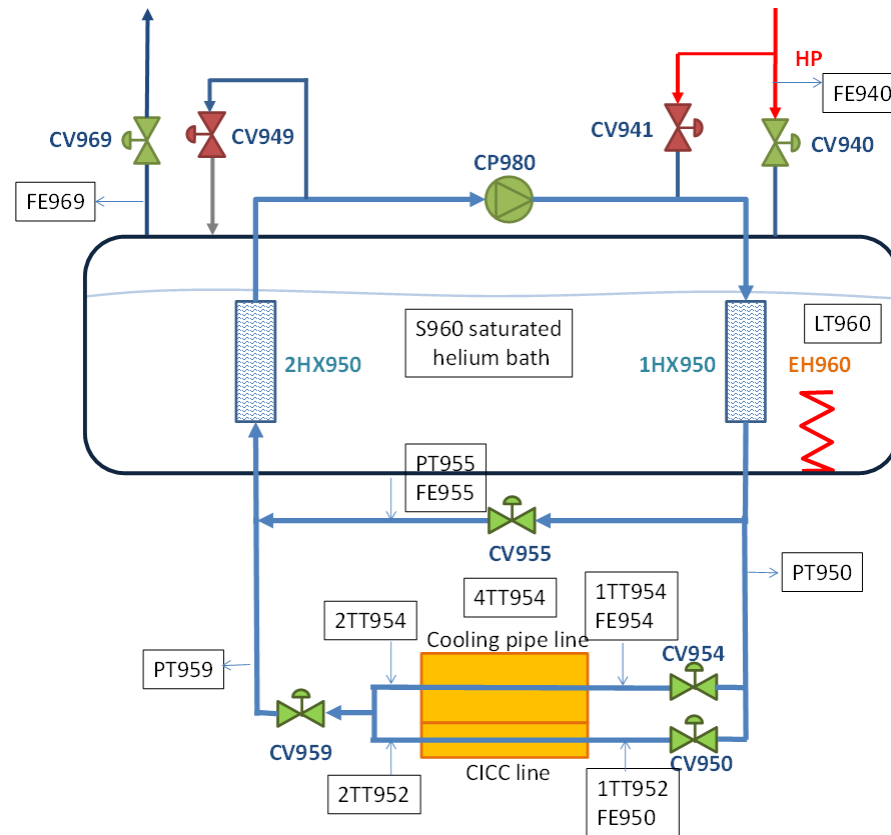 HP
FE940
CV969
CV949
CV941
CV940
CP980
FE969
S960 saturated
helium bath
LT960
2HX950
1HX950
EH960
PT955
FE955
CV955
PT950
4TT954
1TT954
FE954
2TT954
Cooling pipe line
CV954
PT959
CV959
CV950
CICC line
2TT952
1TT952
FE950